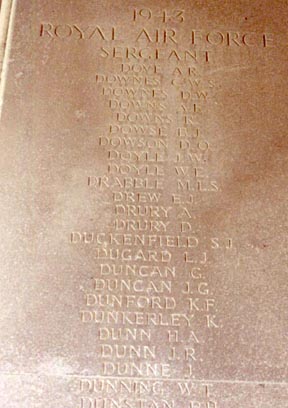 1943
ROYAL AIR FORCE
SERGEANT
DOVE A.R.
DOWNES C.W.S.
DOWNES D.W.
DOWNS A.F.
DOWNS K.
DOWSE E.J.
DOWSON D.O.
DOYLE J.W.
DOYLE W.E.
DRABBLE M.L.S.
DREW E.J.
DRURY A.
DRURY D.
DUCKENFIELD S.J.
DUGARD L.J.
DUNCAN G.
DUNCAN J.G.
DUNFORD K.F.
DUNKERLEY K.
DUNN H.A.
DUNN J.R.
DUNNE J.
DUNNING W.T.
DUNSTAN